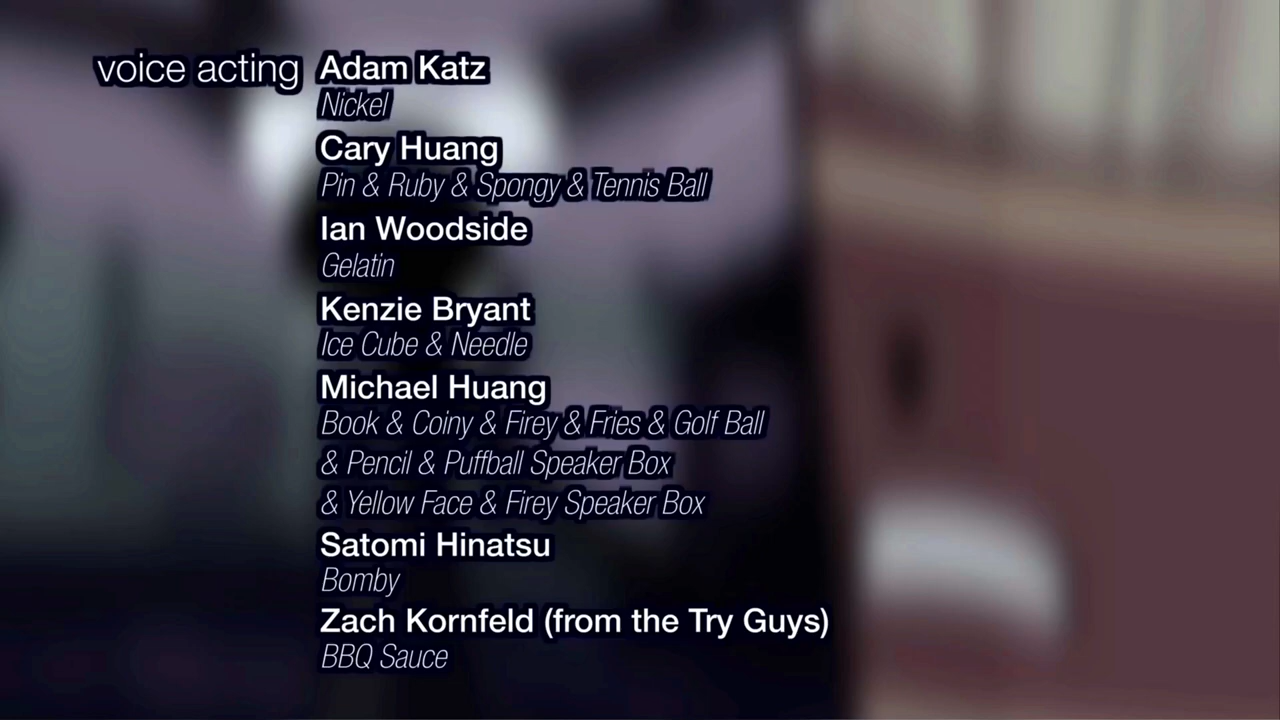 voice acting Adam Katz
Nickel
Cary Huang
Pin & Ruby & Spongy & Tennis Ball
Ian Woodside
Gelatin
Kenzie Bryant
Ice Cube & Needle
Michael Huang
Book & Coiny & Firey & Fries & Golf Ball
& Pencil & Puffball Speaker Box
& Yellow Face & Firey Speaker Box
Satomi Hinatsu
Bomby
Zach Kornfeld (from the Try Guys)
BBQ Sauce